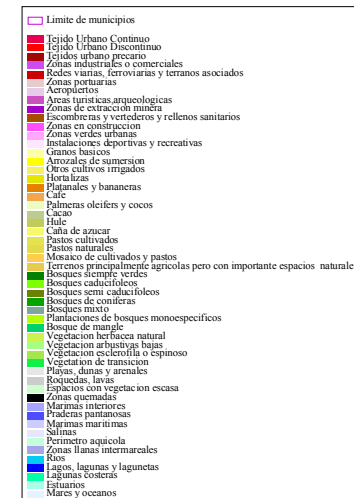 Limite de municipios
Tejido Urbano Continuo
Tejido Urbano Discontinuo
Tejidos urbano precario
Zonas industriales o comerciales
Redes viarias, ferroviarias y terranos asociados
Zonas portuarias
Aeropuertos
Areas turisticas,arqueologicas
Zonas de extracción minera
Escombreras y vertederos y rellenos sanitarios
Zonas en construccion
Zonas verdes urbanas
Instalaciones deportivas y recreativas
Granos basicos
Arrozales de sumersion
Otros cultivos irrigados
Hortalizas
Platanales y bananeras
Cafe
Palmeras oleifers y cocos
Cacao
Hule
Caña de azucar
Pastos cultivados
Pastos naturales
Mosaico de cultivados y pastos
Terrenos principalmente agricolas pero con importante espacios naturale
Bosques siempre verdes
Bosques caducifoleos
Bosques semi caducifoleos
Bosques de coniferas
Bosques mixto
Plantaciones de bosques monoespecificos
Bosque de mangle
Vegetacion herbacea natural
Vegetacion arbustivas bajas
Vegetacion esclerofila o espinoso
Vegetation de transicion
Playas, dunas y arenales
Roquedas, lavas
Espacios con vegetacion escasa
Zonas quemadas
Marimas interiores
Praderas pantanosas
Marimas maritimas
Salinas
Perimetro aquicola
Zonas llanas intermareales
Rios
Lagos, lagunas y lagunetas
Lagunas costeras
Estuarios
Mares y oceanos